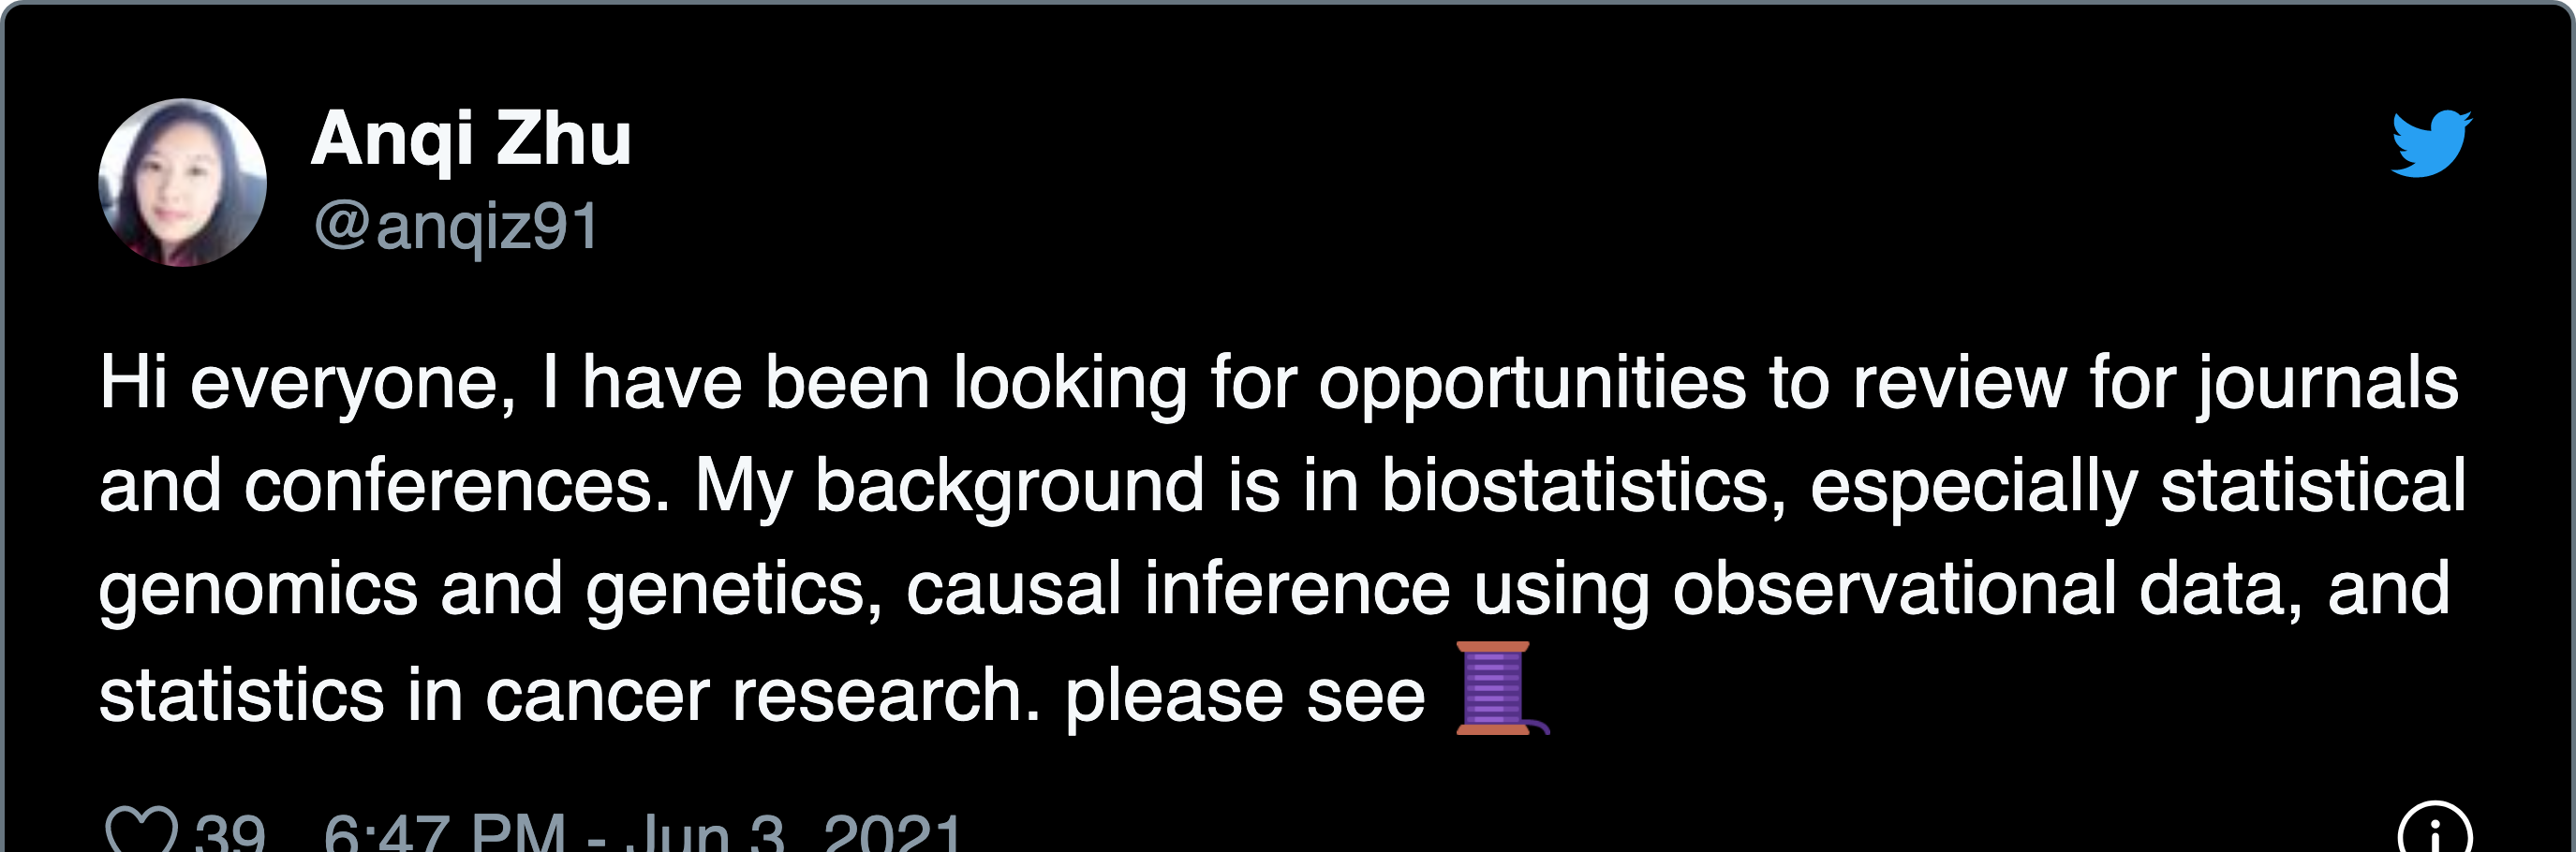 Anqi Zhu
@anqiz91
Hi everyone, I have been looking for opportunities to review for journals
and conferences. My background is in biostatistics, especially statistical
genomics and genetics, causal inference using observational data, and
statistics in cancer research. please see 🧵
39 6:47 PM - Jun 3, 2021